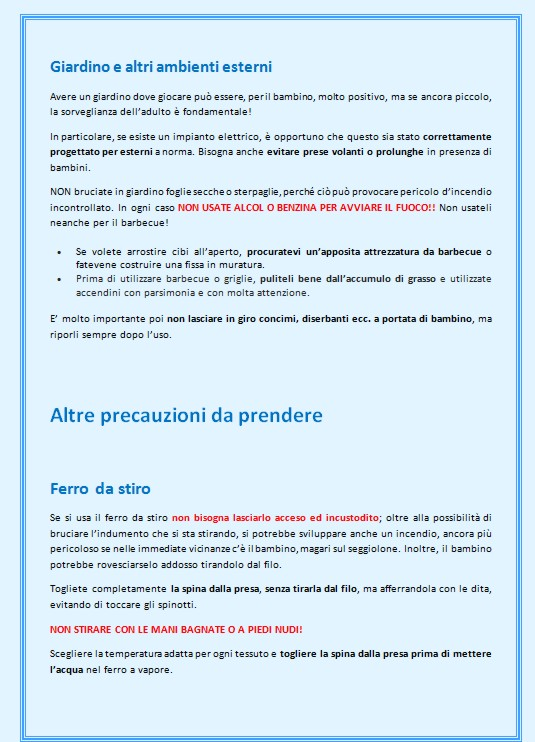 Giardino e altri ambienti esterni
Avere un giardino dove giocare può essere, per il bambino, molto positivo, ma se ancora piccolo,
la sorveglianza dell’adulto è fondamentale!
In particolare, se esiste un impianto elettrico, è opportuno che questo sia stato correttamente
progettato per esterni a norma. Bisogna anche evitare prese volanti o prolunghe in presenza di
bambini.
NON bruciate in giardino foglie secche o sterpaglie, perché ciò può provocare pericolo d’incendio
incontrollato. In ogni caso NON USATE ALCOL O BENZINA PER AVVIARE IL FUOCO!! Non usateli
neanche per il barbecue!
• Se volete arrostire cibi all’aperto, procuratevi un’apposita attrezzatura da barbecue o
fatevene costruire una fissa in muratura.
• Prima di utilizzare barbecue o griglie, puliteli bene dall’accumulo di grasso e utilizzate
accendini con parsimonia e con molta attenzione.
E’ molto importante poi non lasciare in giro concimi, diserbanti ecc. a portata di bambino, ma
riporli sempre dopo l’uso.
Altre precauzioni da prendere
Ferro da stiro
Se si usa il ferro da stiro non bisogna lasciarlo acceso ed incustodito; oltre alla possibilità di
bruciare l’indumento che si sta stirando, si potrebbe sviluppare anche un incendio, ancora più
pericoloso se nelle immediate vicinanze c’è il bambino, magari sul seggiolone. Inoltre, il bambino
potrebbe rovesciarselo addosso tirandolo dal filo.
Togliete completamente la spina dalla presa, senza tirarla dal filo, ma afferrandola con le dita,
evitando di toccare gli spinotti.
NON STIRARE CON LE MANI BAGNATE O A PIEDI NUDI!
Scegliere la temperatura adatta per ogni tessuto e togliere la spina dalla presa prima di mettere
l’acqua nel ferro a vapore.